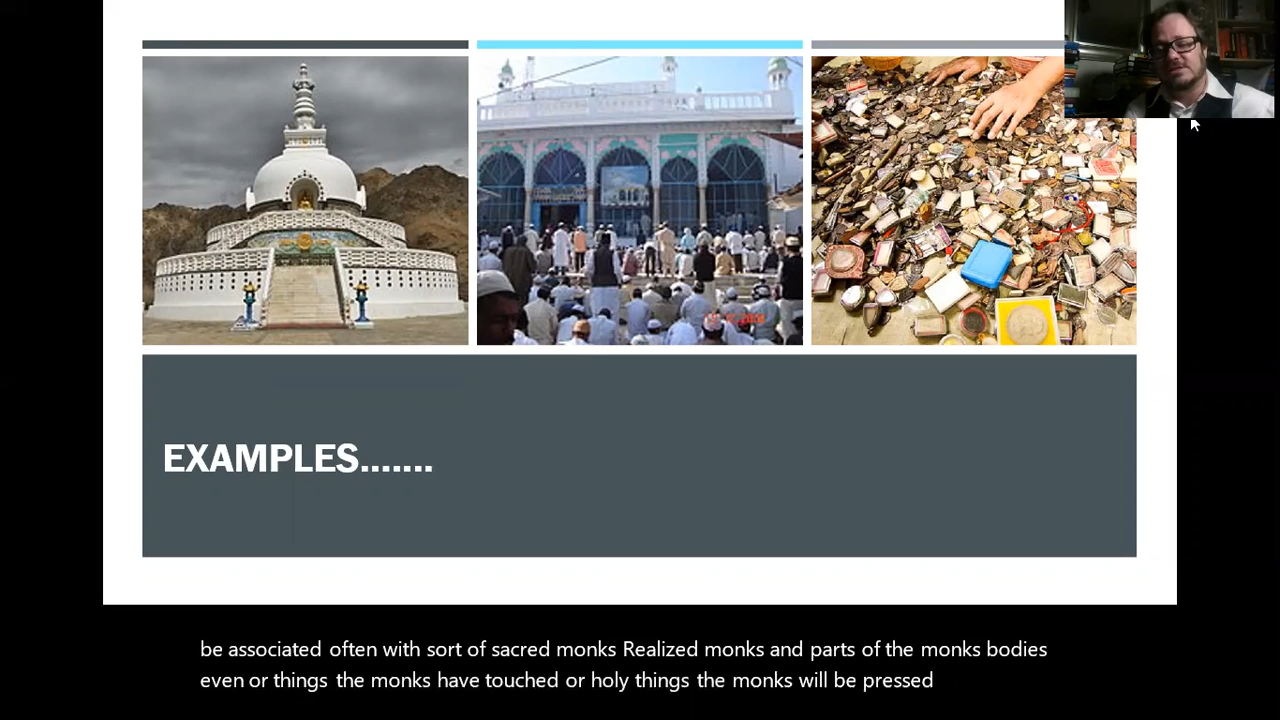 EXAMPLES.......
be associated often with sort of sacred monks Realized monks and parts of the monks bodies
even or things the monks have touched or holy things the monks will be pressed